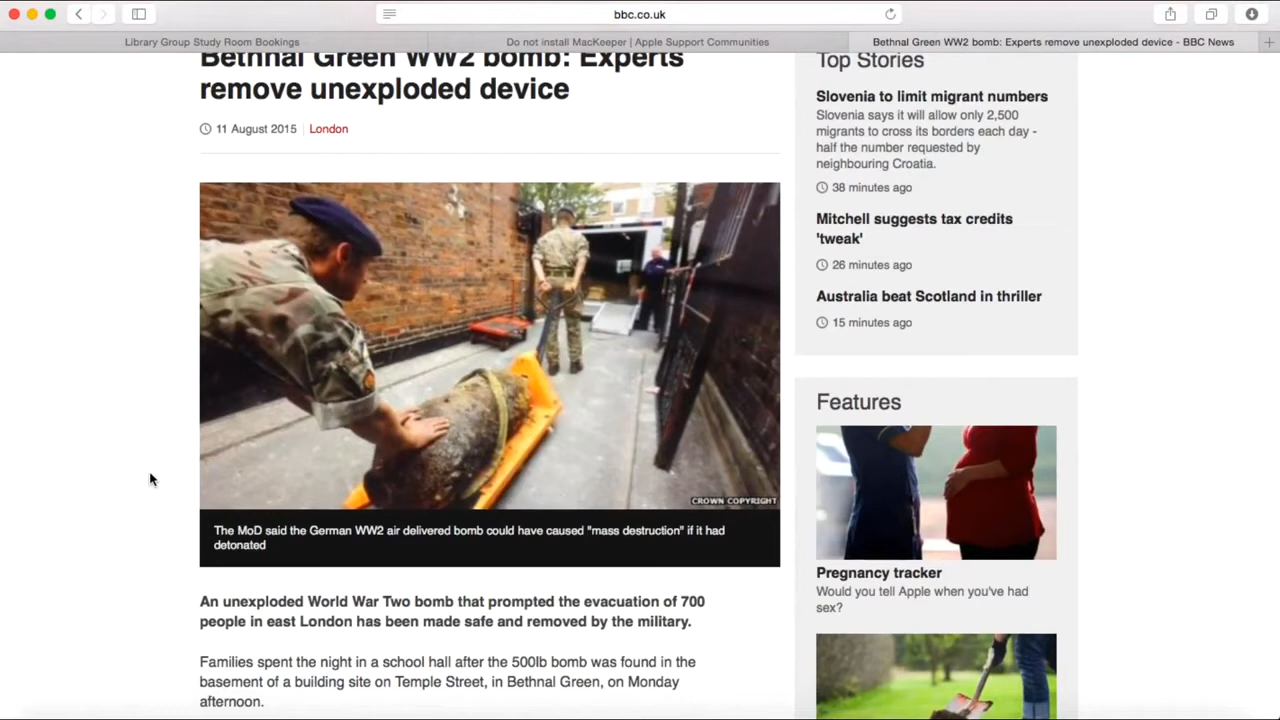 bbc.co.uk
Library Group Study Room Bookings
Do not install MacKeeper | Apple Support Communities
Bethnal Green WW2 bomb: Experts remove unexploded device - BBC News
Bethnal Green WW2 bomb: Experts
remove unexploded device
11 August 2015
London
CROWN COPYRIGHT
The MoD said the German WW2 air delivered bomb could have caused "mass destruction" if it had
detonated
An unexploded World War Two bomb that prompted the evacuation of 700
people in east London has been made safe and removed by the military.
Families spent the night in a school hall after the 500lb bomb was found in the
basement of a building site on Temple Street, in Bethnal Green, on Monday
afternoon.
Top Stories
Slovenia to limit migrant numbers
Slovenia says it will allow only 2,500
migrants to cross its borders each day -
half the number requested by
neighbouring Croatia.
38 minutes ago
Mitchell suggests tax credits
'tweak'
26 minutes ago
Australia beat Scotland in thriller
15 minutes ago
Features
Pregnancy tracker
Would you tell Apple when you've had
sex?